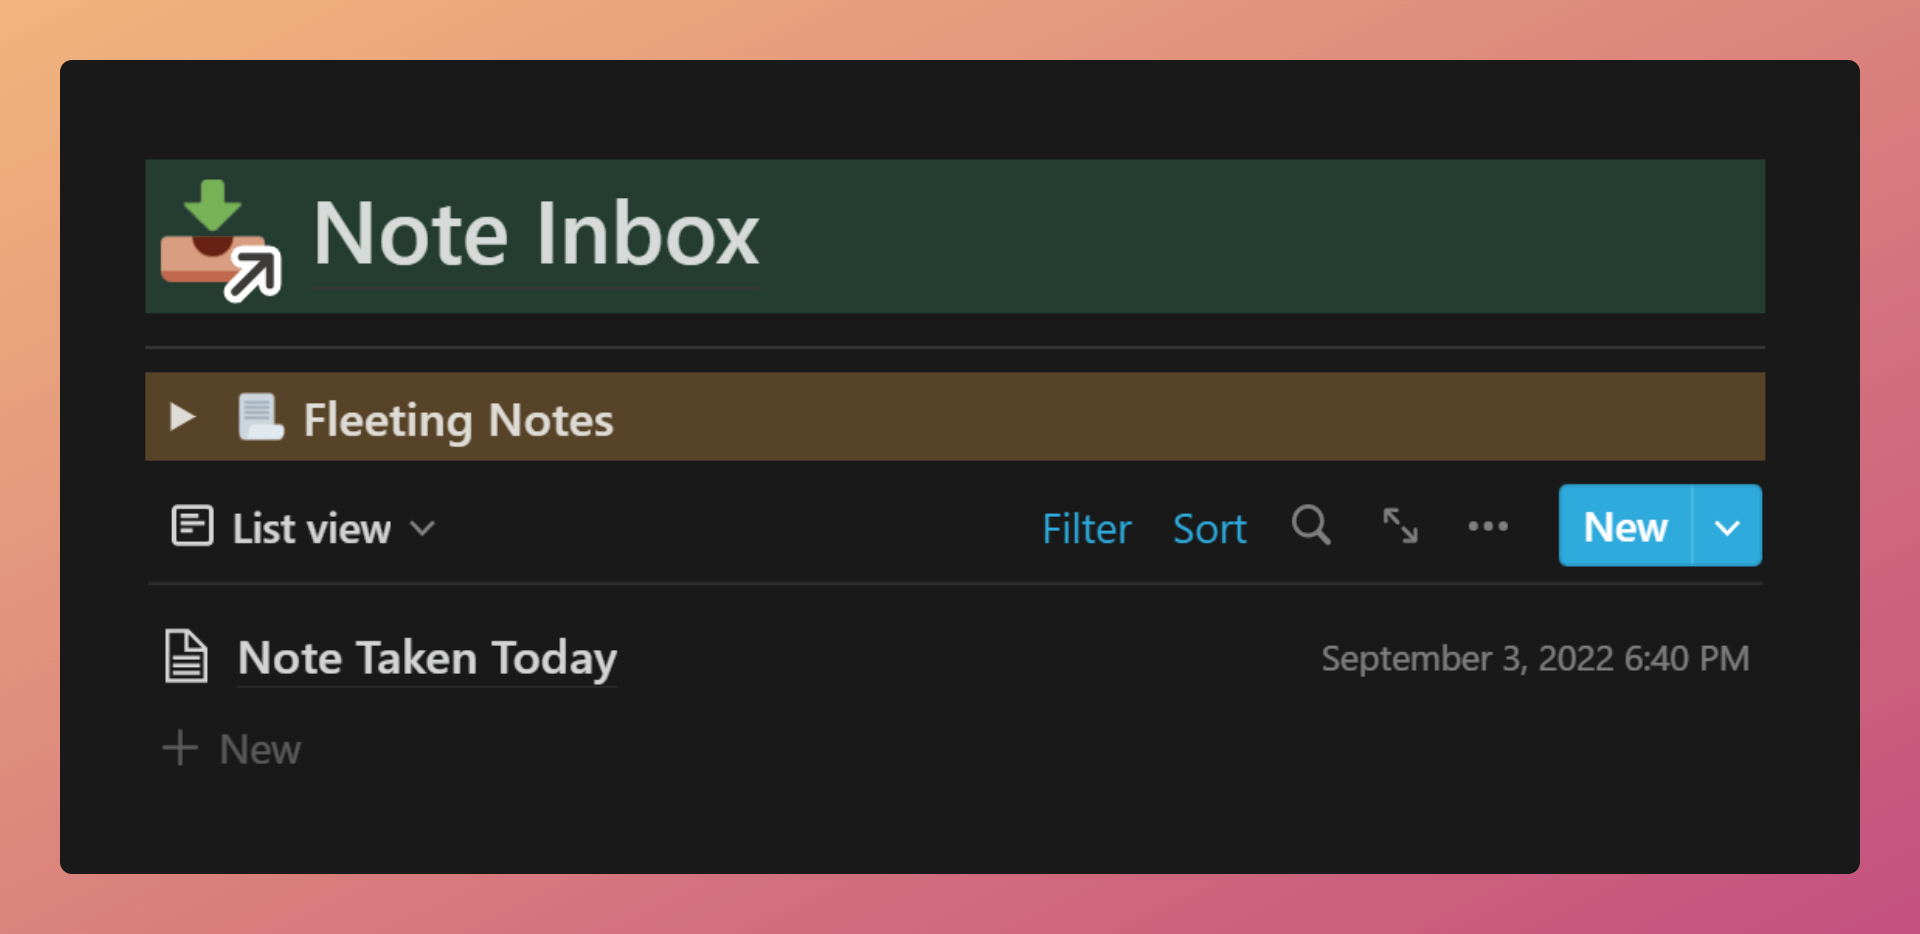 Note Inbox
Fleeting Notes
List view Filter Sort New
Note Taken Today September 3, 2022 6:40 PM
New